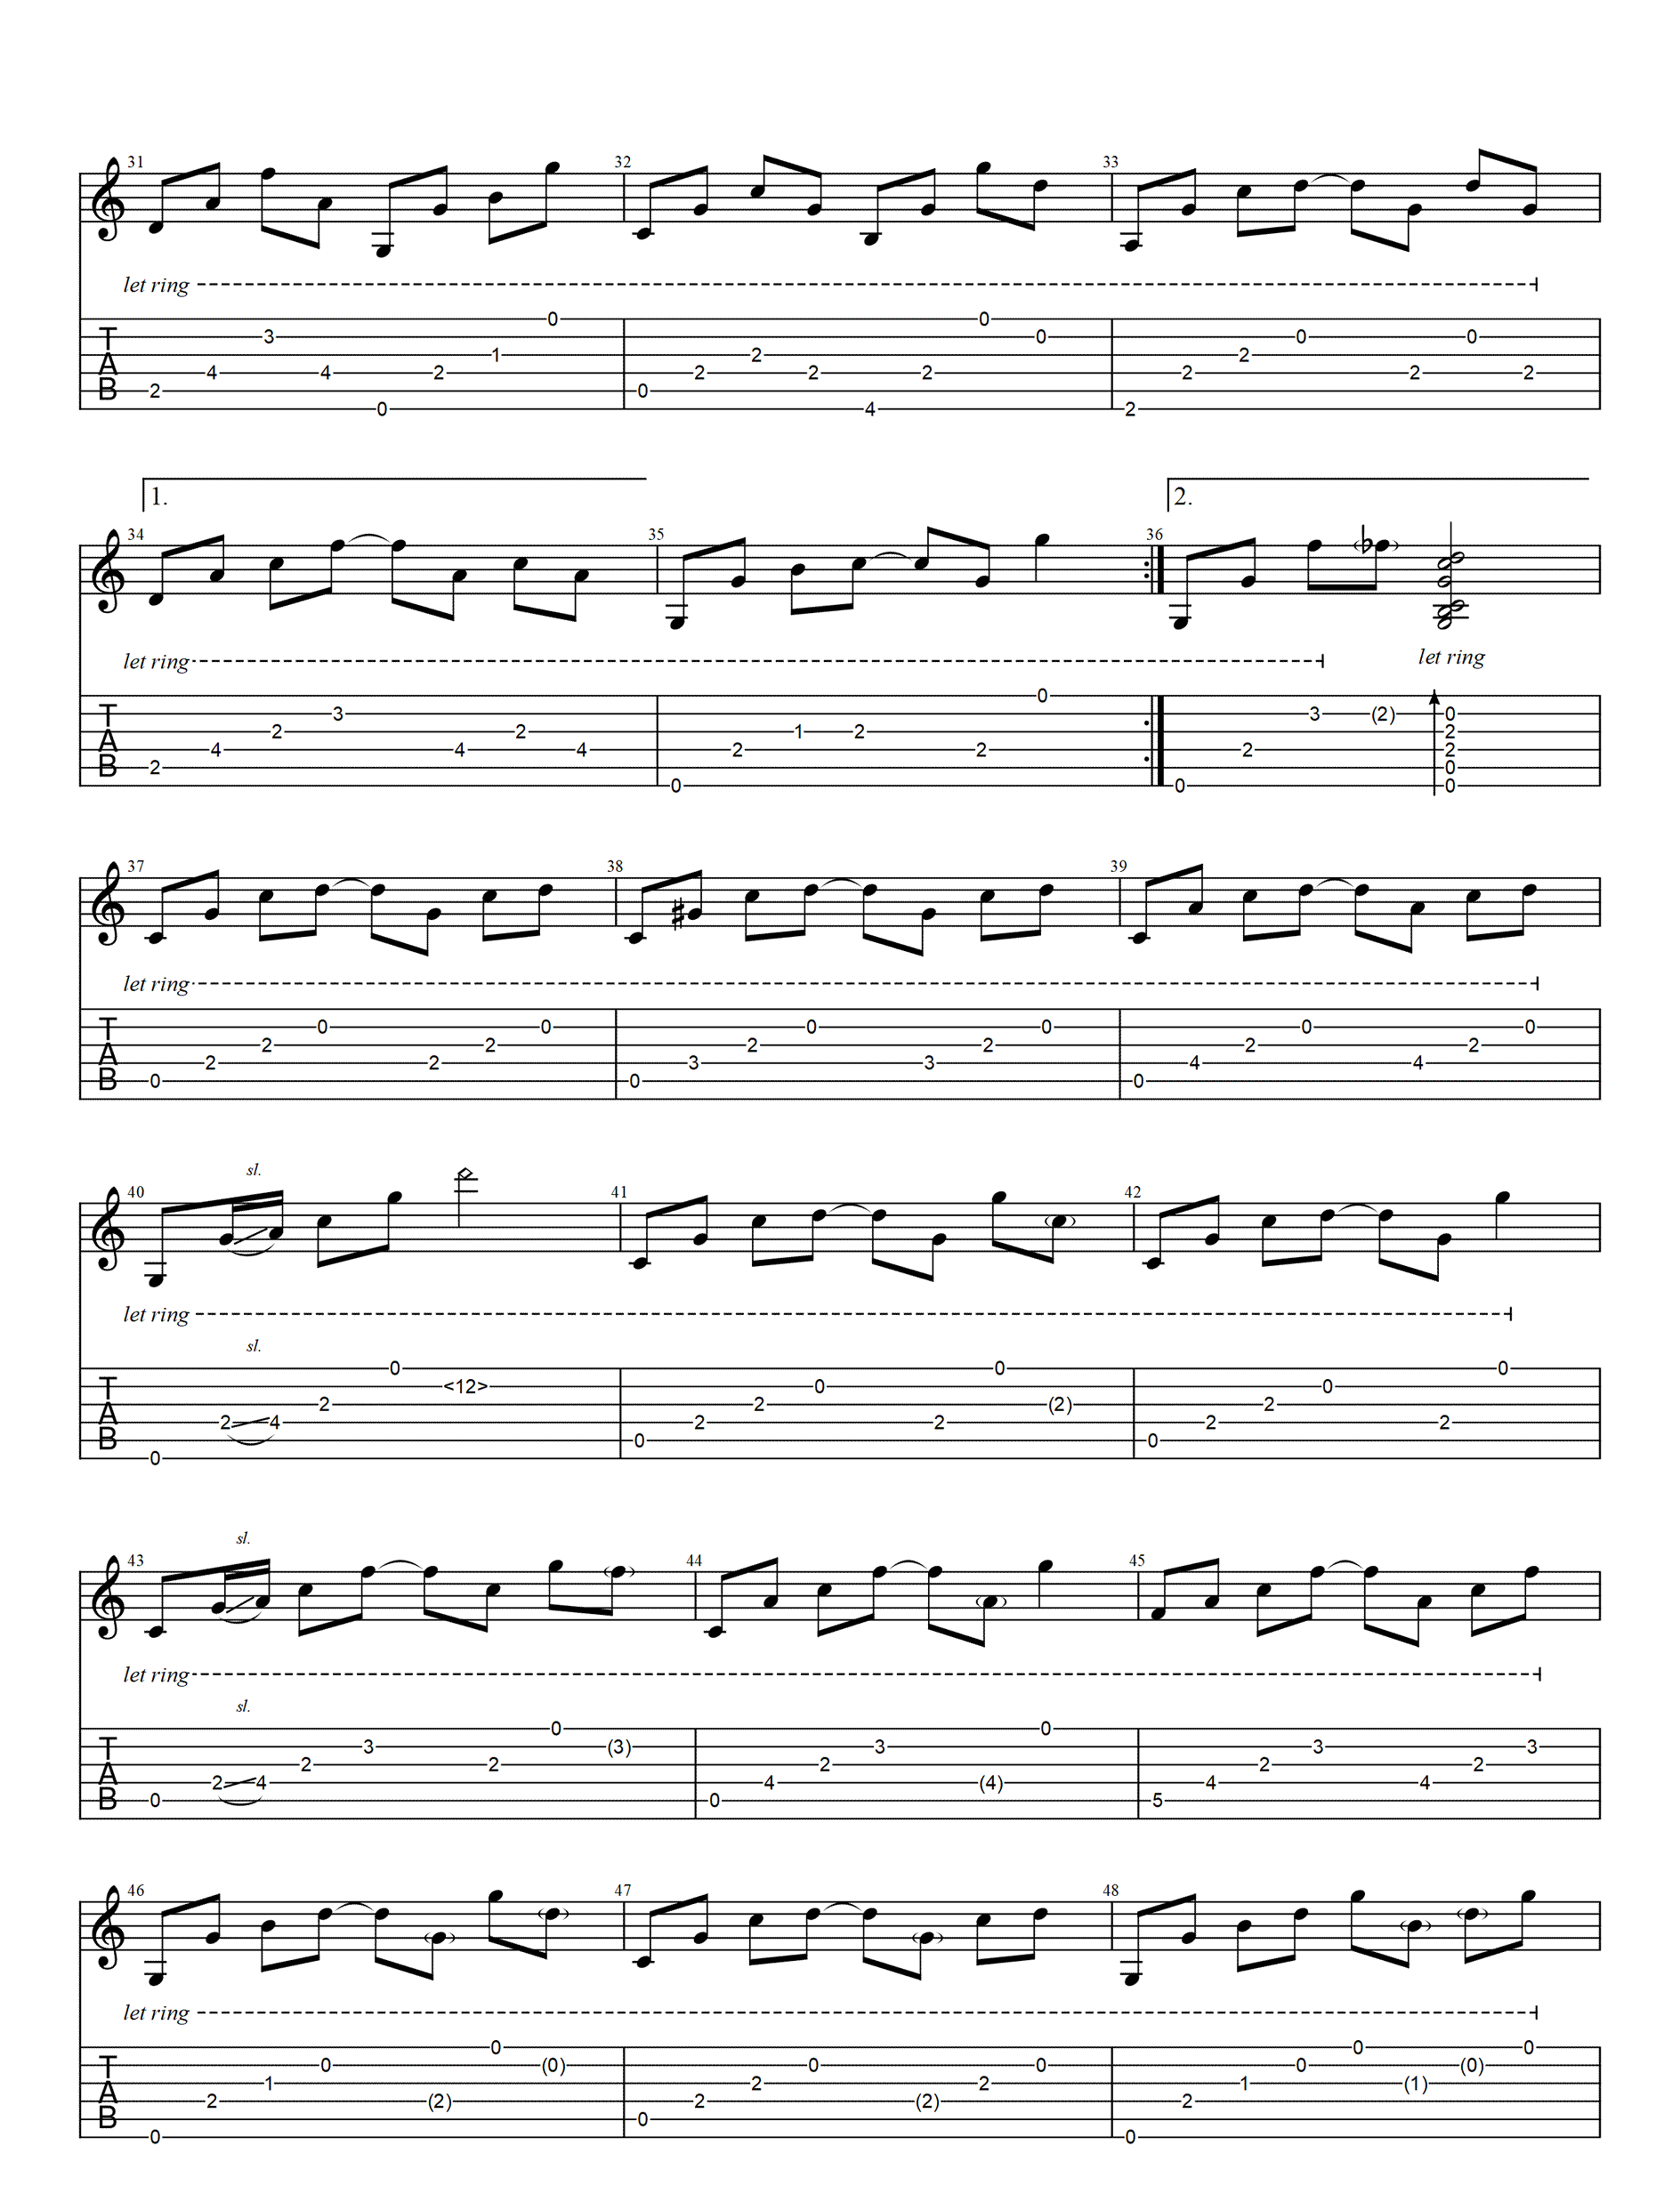 31 32 33
let ring
0 0
3 0 0 0
1 2 2
4 4 2 2 2 2 2 2 2
2 0
0 4 2
1. 2.
34 35 36
let ring let ring
0
3 3 (2) 0
2 2 1 2 2
4 4 4 2 2 2 2
2 0
0 0 0
37 38 39
let ring
0 0 0 0 0 0
2 2 2 2 2 2
2 2 3 3 4 4
0 0 0
sl.
40 41 42
let ring
sl.
0 0 0
<12> 0 0
2 2 (2) 2
2 4 2 2 2 2
0 0
0
sl.
43 44 45
let ring
sl.
0 0
3 (3) 3 3 3
2 2 2 2 2
2 4 4 (4) 4 4
0 0 5
46 47 48
let ring
0 0 0
0 (0) 0 0 0 (0)
1 2 2 1 (1)
2 (2) 2 (2) 2
0
0 0